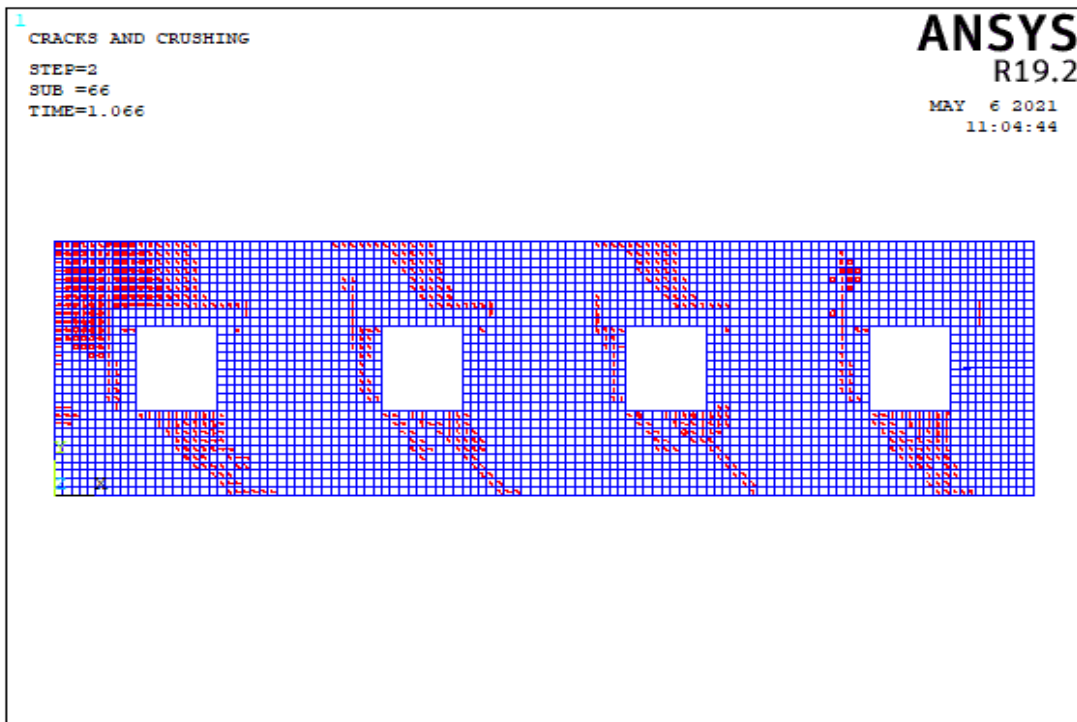 1
CRACKS AND CRUSHING
STEP=2
SUB =66
TIME=1.066
ANSYS
R19.2
MAY  6 2021
11:04:44
Y
Z X